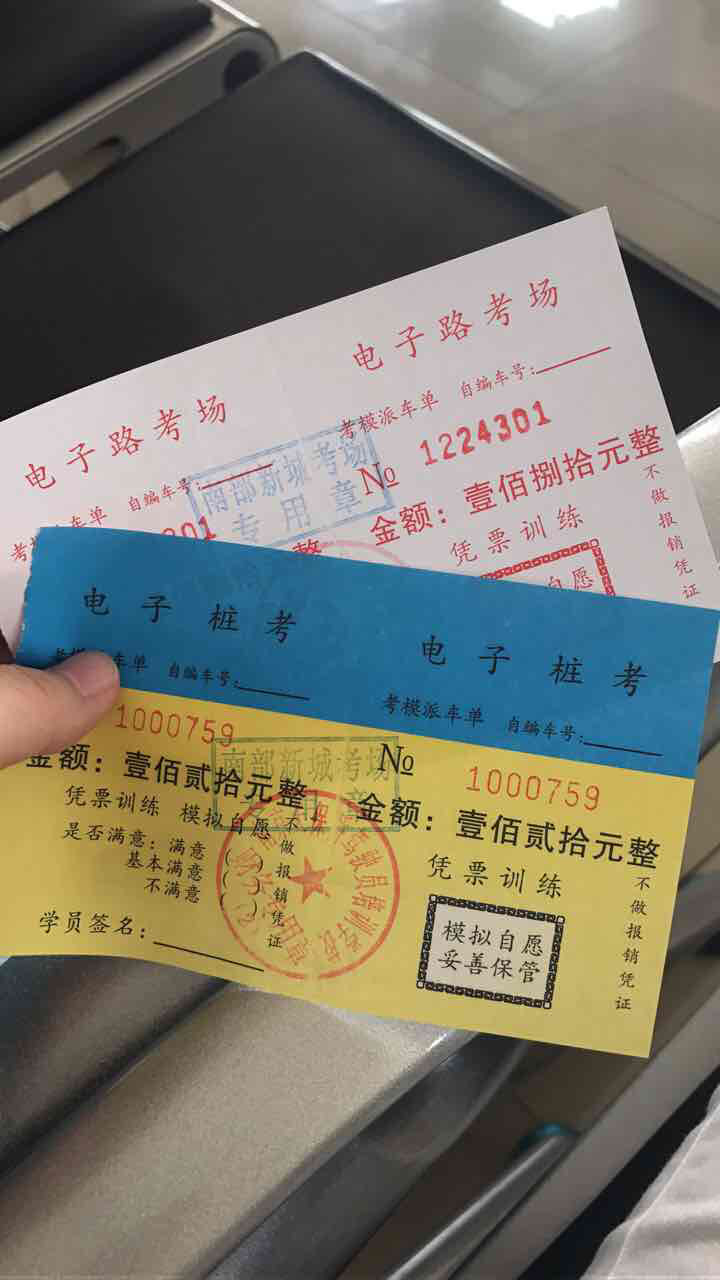 电子路考场
自编车号:
考模派车单
南部新城考场
专用章
电子路考场
考模派车单 自编车号:
№ 1224301
金额：壹佰捌拾元整
凭票训练
自愿
不做报销凭证
电子桩考
车单 自编车号:
1000759
金额：壹佰贰拾元整
凭票训练 模拟自愿
是否满意：满意（ ）
基本满意（ ）
不满意（ ）
不做报销凭证
学员签名：
南部新城考场
专用章
电子桩考
考模派车单 自编车号:
№ 1000759
金额：壹佰贰拾元整
凭票训练
模拟自愿
妥善保管
不做报销凭证